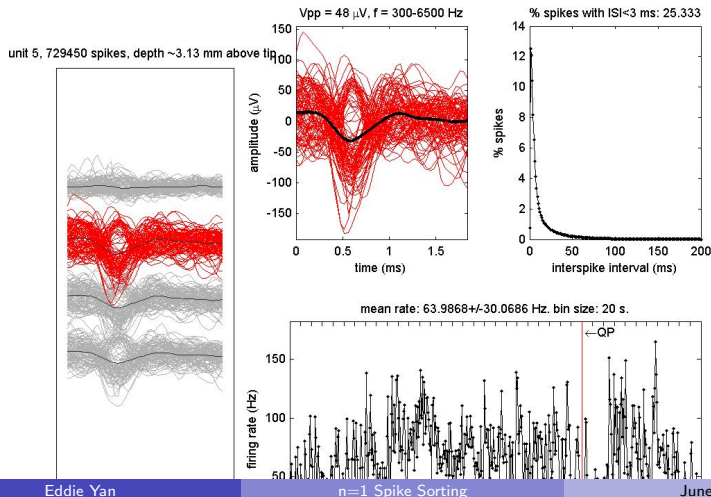 unit 5, 729450 spikes, depth ~3.13 mm above tip
Vpp = 48 μV, f = 300-6500 Hz
150
100
50
0
-50
-100
-150
amplitude (μV)
0
0.5
1
1.5
time (ms)
% spikes with ISI<3 ms: 25.333
14
12
10
8
6
4
2
0
% spikes
0
50
100
150
200
interspike interval (ms)
mean rate: 63.9868+/-30.0686 Hz. bin size: 20 s.
←QP
150
100
50
firing rate (Hz)
Eddie Yan
n=1 Spike Sorting
June